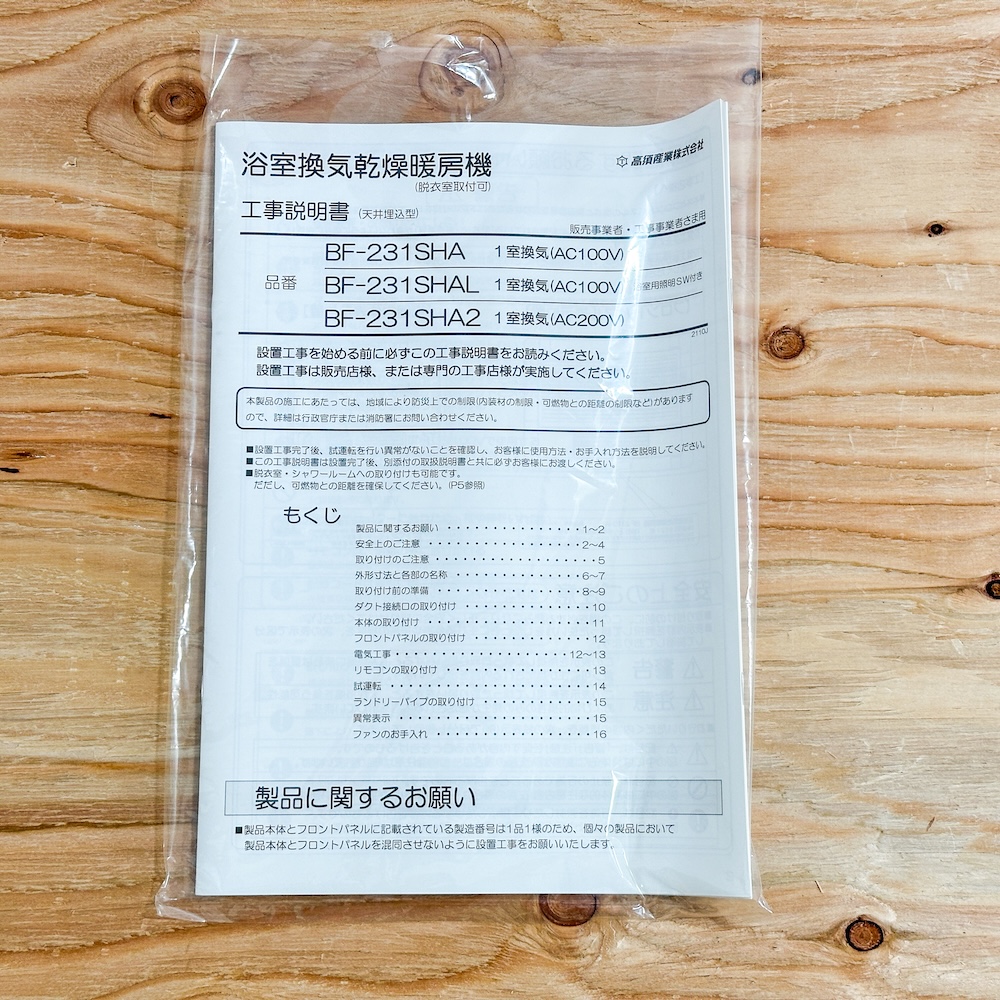 浴室換気乾燥暖房機
(脱衣室取付可)
高須産業株式会社
工事説明書 (天井埋込型)
販売事業者・工事事業者さま用
品番
BF-231SHA 1室換気(AC100V)
BF-231SHAL 1室換気(AC100V) 浴室用照明SW付き
BF-231SHA2 1室換気(AC200V)
2110J
設置工事を始める前に必ずこの工事説明書をお読みください。
設置工事は販売店様、または専門の工事店様が実施してください。
本製品の施工にあたっては、地域により防災上での制限(内装材の制限・可燃物との距離の制限など)があります
ので、詳細は行政官庁または消防署にお問い合わせください。
■設置工事完了後、試運転を行い異常がないことを確認し、お客様に使用方法・お手入れ方法を説明してください。
■この工事説明書は設置完了後、別添付の取扱説明書と共に必ずお客様にお渡しください。
■脱衣室・シャワールームへの取り付けも可能です。
ただし、可燃物との距離を確保してください。(P5参照)
もくじ
製品に関するお願い ・・・・・・・・・・・・・・・1～2
安全上のご注意 ・・・・・・・・・・・・・・・・・2～4
取り付けのご注意 ・・・・・・・・・・・・・・・・・・5
外形寸法と各部の名称 ・・・・・・・・・・・・・・6～7
取り付け前の準備 ・・・・・・・・・・・・・・・・8～9
ダクト接続口の取り付け ・・・・・・・・・・・・・・・10
本体の取り付け ・・・・・・・・・・・・・・・・・・・11
フロントパネルの取り付け ・・・・・・・・・・・・・12
電気工事・・・・・・・・・・・・・・・・・・・12～13
リモコンの取り付け ・・・・・・・・・・・・・・・・・13
試運転 ・・・・・・・・・・・・・・・・・・・・・・14
ランドリーパイプの取り付け ・・・・・・・・・・・・15
異常表示 ・・・・・・・・・・・・・・・・・・・・・15
ファンのお手入れ ・・・・・・・・・・・・・・・・・16
製品に関するお願い
■製品本体とフロントパネルに記載されている製造番号は1品1様のため、個々の製品において
製品本体とフロントパネルを混同させないように設置工事をお願いいたします。